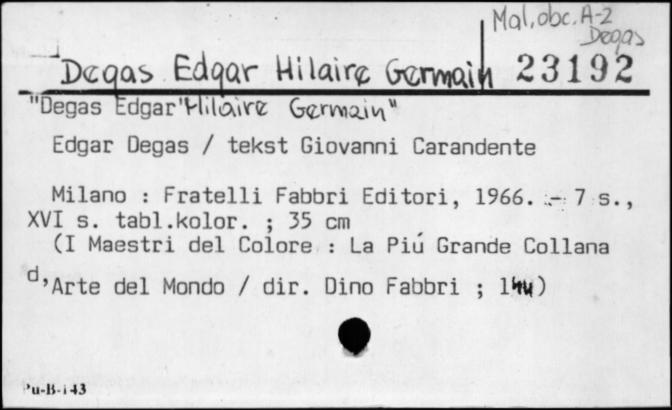 Mal. obc. A-2
Degas
Degas Edgar Hilaire Germain 23192
"Degas Edgar "Hilaire Germain"
Edgar Degas / tekst Giovanni Carandente
Milano : Fratelli Fabbri Editori, 1966. - 7 s.,
XVI s. tabl.kolor. ; 35 cm
(I Maestri del Colore : La Piú Grande Collana
d'Arte del Mondo / dir. Dino Fabbri ; 144)
Pu-B-143